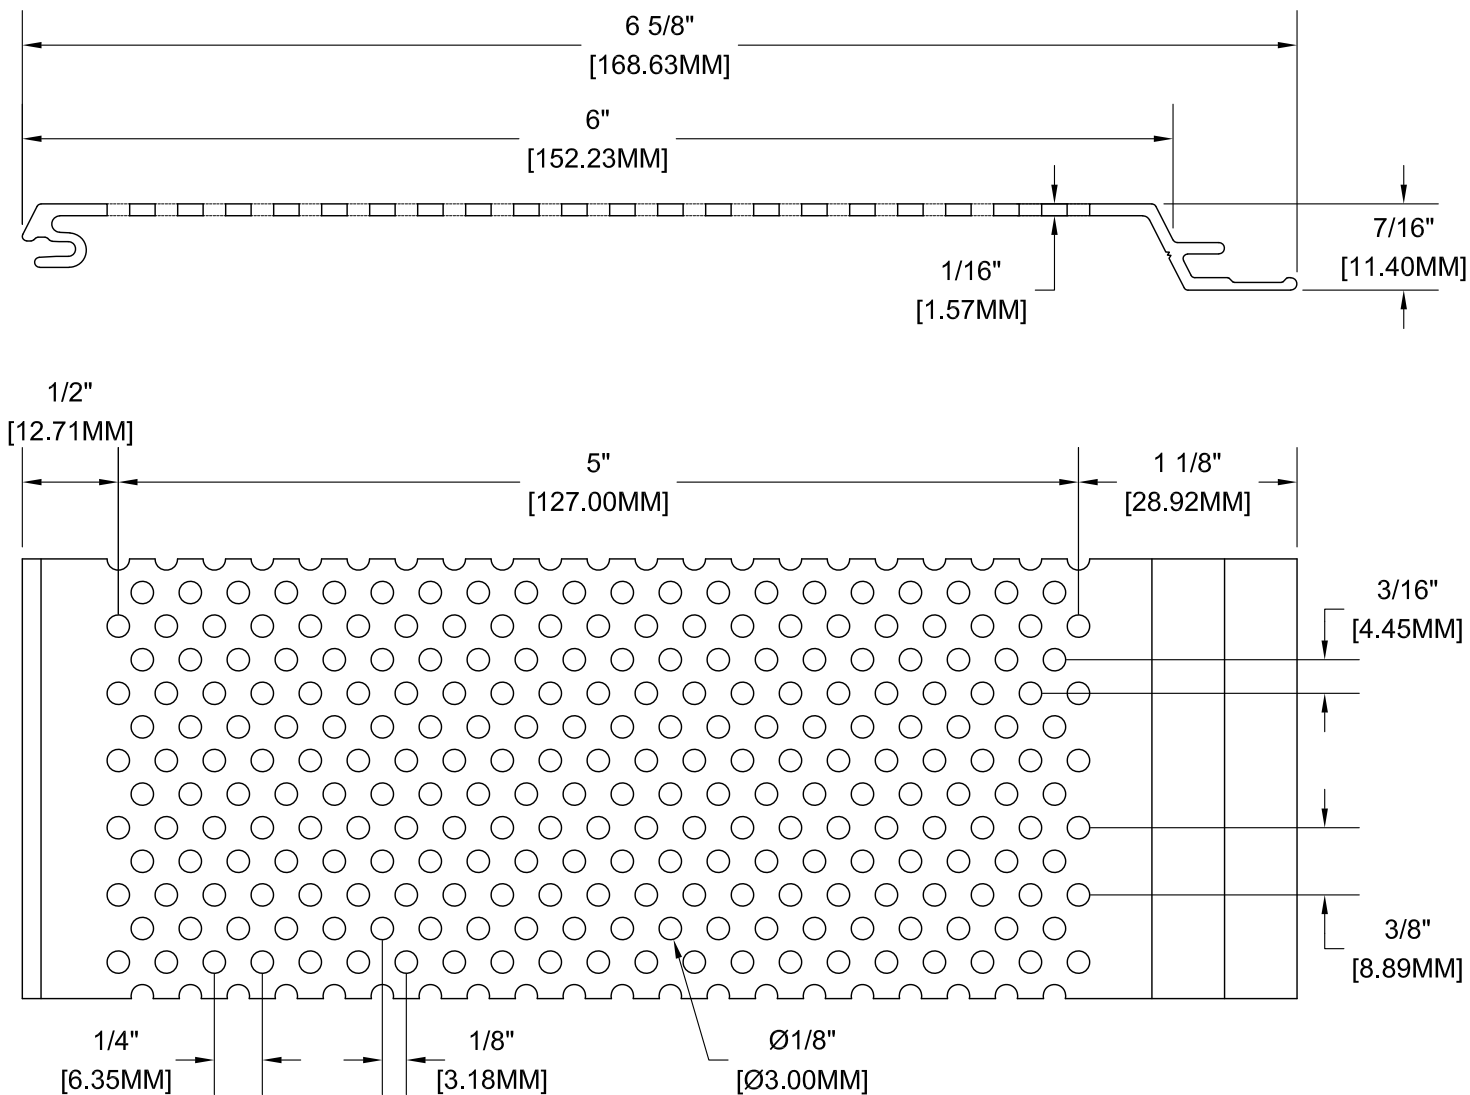 6 5/8"
[168.63MM]
6"
[152.23MM]
7/16"
[11.40MM]
1/16"
[1.57MM]
1/2"
[12.71MM]
5"
[127.00MM]
1 1/8"
[28.92MM]
3/16"
[4.45MM]
3/8"
[8.89MM]
1/4"
[6.35MM]
1/8"
[3.18MM]
Ø1/8"
[Ø3.00MM]